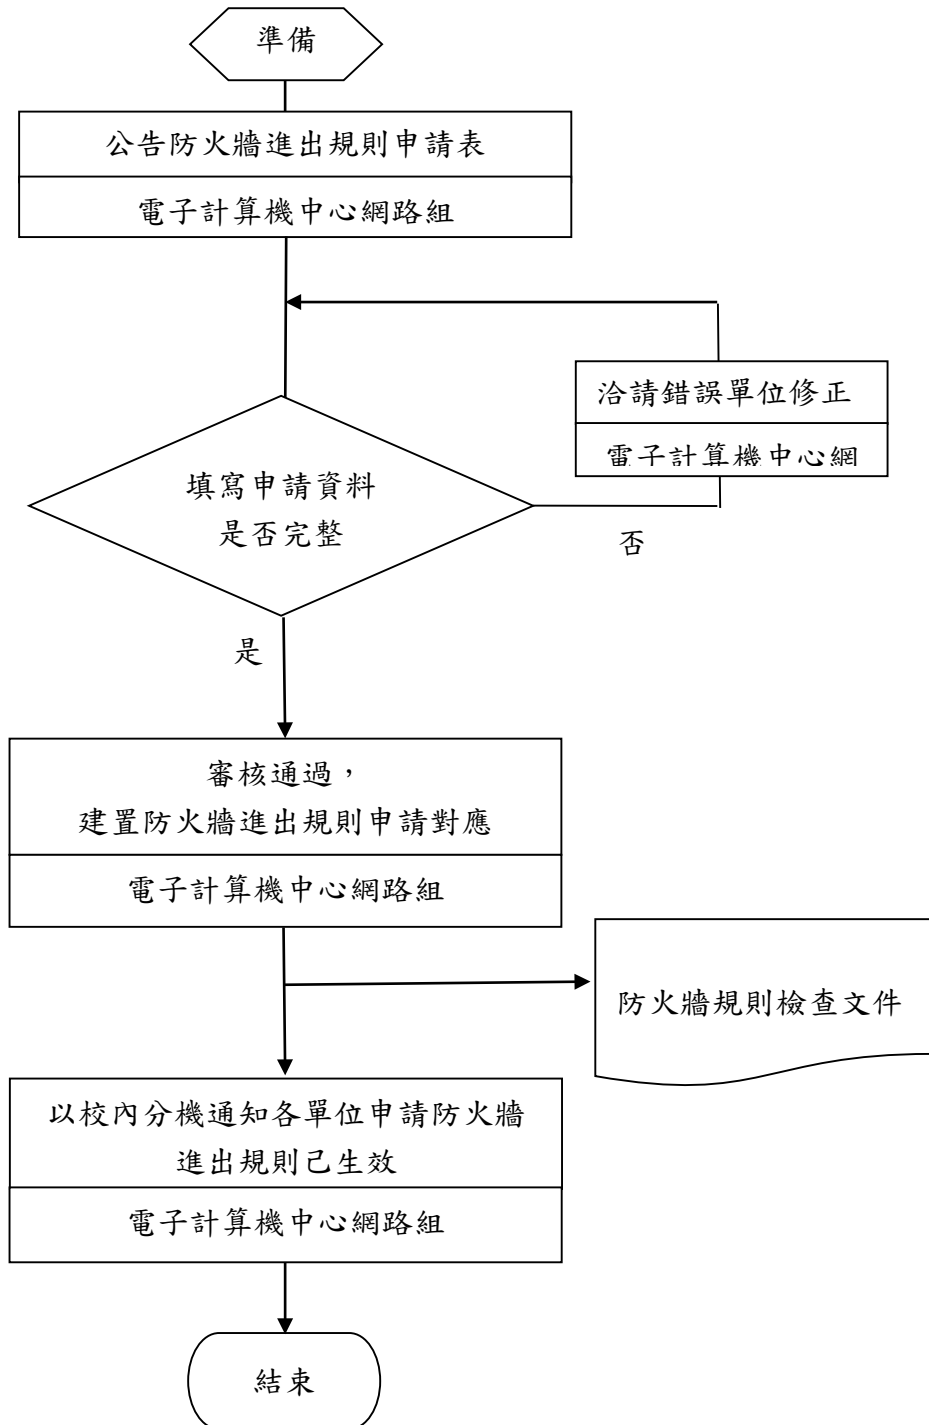 準備
公告防火牆進出規則申請表
電子計算機中心網路組
洽請錯誤單位修正
電子計算機中心網
填寫申請資料
是否完整
否
是
審核通過，
建置防火牆進出規則申請對應
電子計算機中心網路組
防火牆規則檢查文件
以校內分機通知各單位申請防火牆
進出規則已生效
電子計算機中心網路組
結束